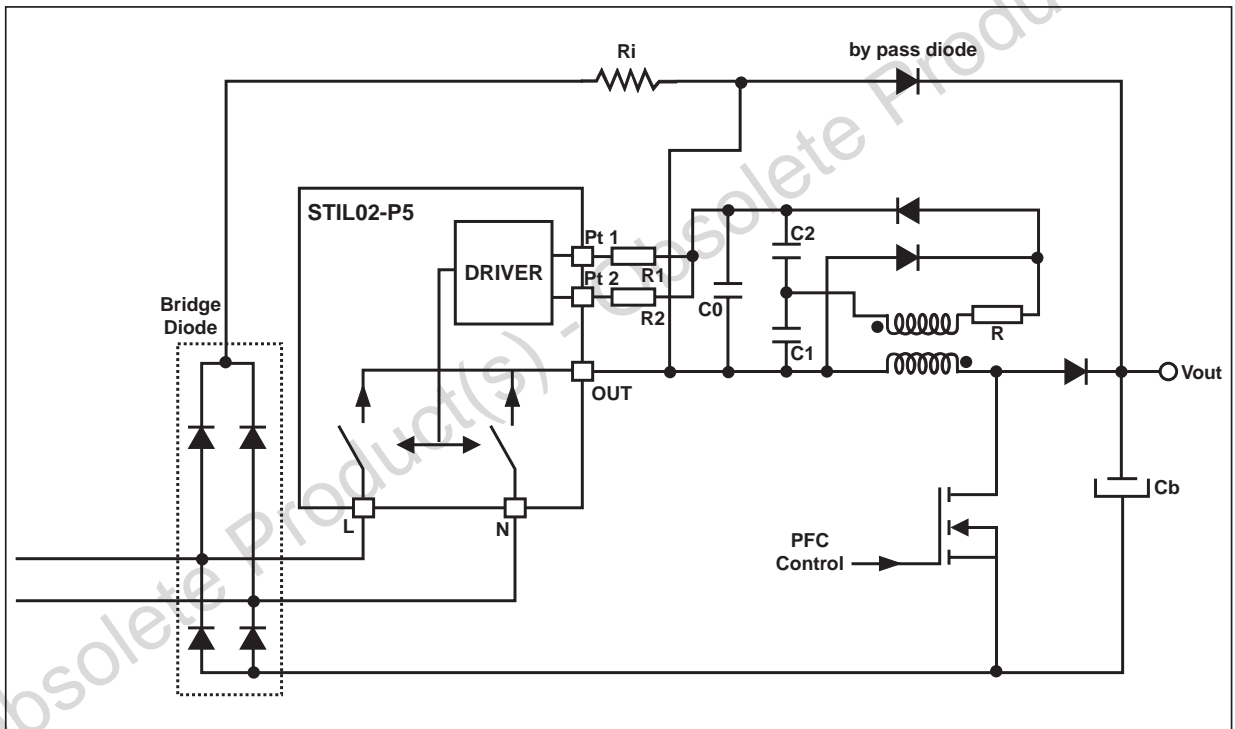 Ri
by pass diode
STIL02-P5
DRIVER
Pt 1
R1
Pt 2
R2
C0
C2
C1
R
Bridge
Diode
OUT
Vout
L
N
PFC
Control
Cb
Obsolete Product(s) - Obsolete Produ